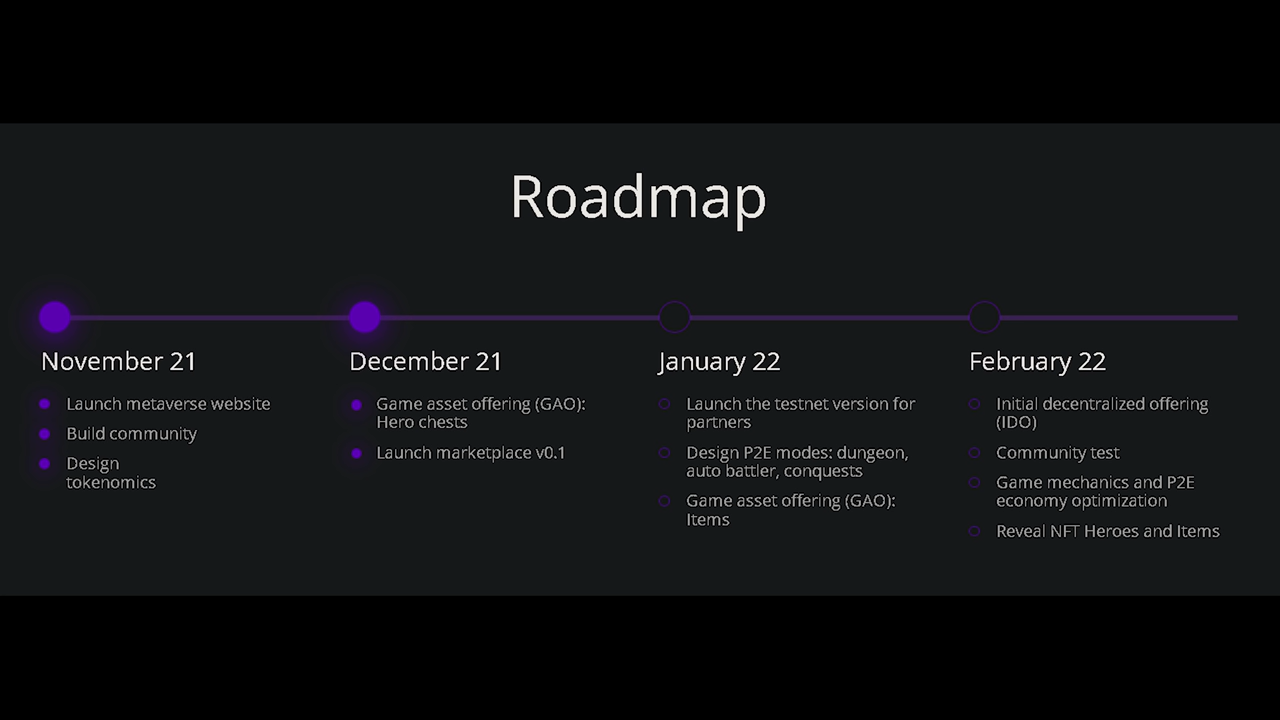 Roadmap
November 21
Launch metaverse website
Build community
Design
tokenomics
December 21
Game asset offering (GAO):
Hero chests
Launch marketplace v0.1
January 22
Launch the testnet version for
partners
Design P2E modes: dungeon,
auto battler, conquests
Game asset offering (GAO):
Items
February 22
Initial decentralized offering
(IDO)
Community test
Game mechanics and P2E
economy optimization
Reveal NFT Heroes and Items